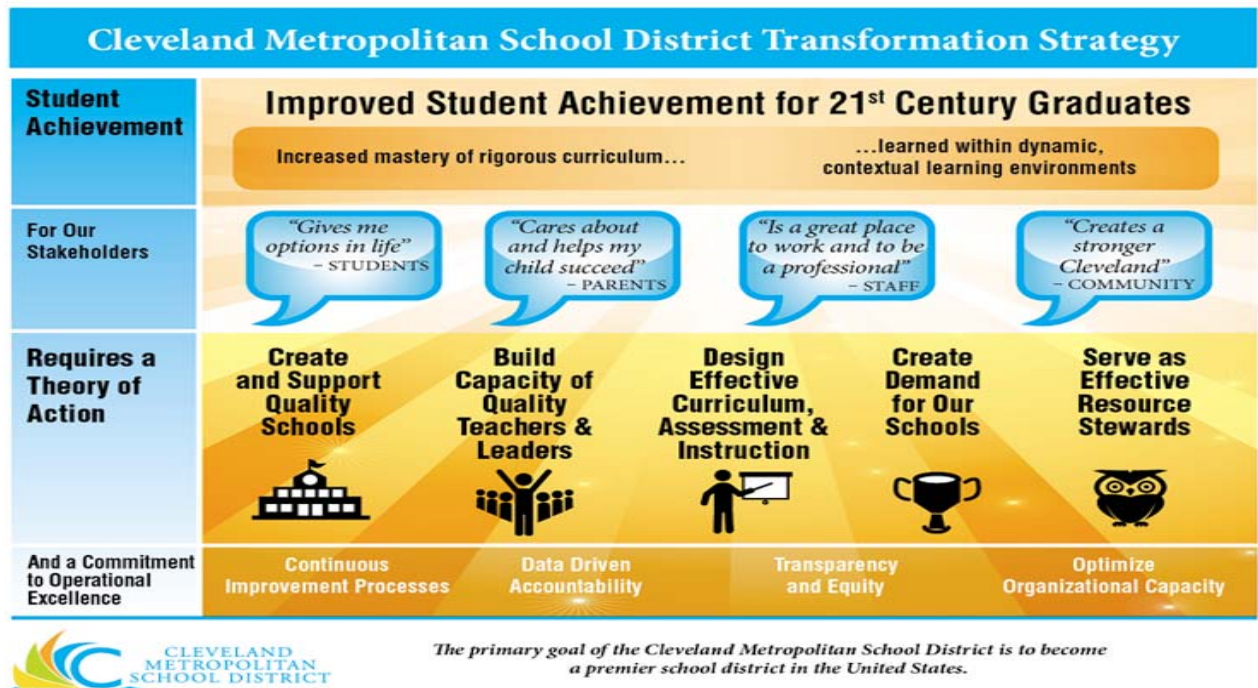 Cleveland Metropolitan School District Transformation Strategy
Student
Achievement
Improved Student Achievement for 21st Century Graduates
Increased mastery of rigorous curriculum...
...learned within dynamic,
contextual learning environments
For Our
Stakeholders
"Gives me
options in life"
– STUDENTS
"Cares about
and helps my
child succeed"
– PARENTS
"Is a great place
to work and to be
a professional"
– STAFF
"Creates a
stronger
Cleveland"
– COMMUNITY
Requires a
Theory of
Action
Create
and Support
Quality
Schools
Build
Capacity of
Quality
Teachers &
Leaders
Design
Effective
Curriculum,
Assessment &
Instruction
Create
Demand
for Our
Schools
Serve as
Effective
Resource
Stewards
And a Commitment
to Operational
Excellence
Continuous
Improvement Processes
Data Driven
Accountability
Transparency
and Equity
Optimize
Organizational Capacity
CLEVELAND
METROPOLITAN
SCHOOL DISTRICT
The primary goal of the Cleveland Metropolitan School District is to become
a premier school district in the United States.